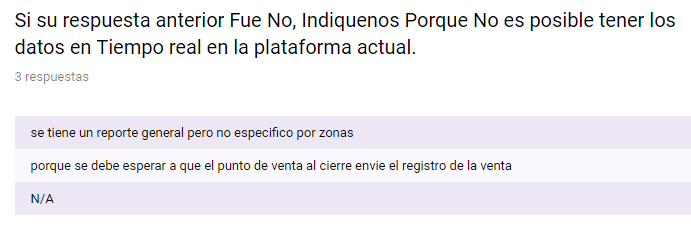 Si su respuesta anterior Fue No, Indiquenos Porque No es posible tener los
datos en Tiempo real en la plataforma actual.
3 respuestas
se tiene un reporte general pero no especifico por zonas
porque se debe esperar a que el punto de venta al cierre envie el registro de la venta
N/A